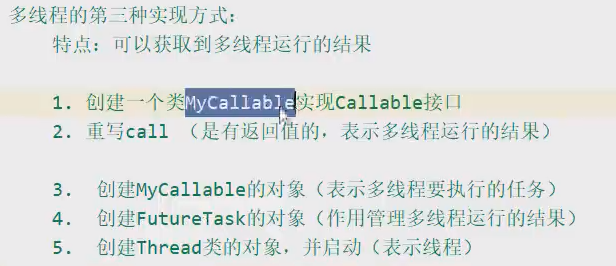 多线程的第三种实现方式：
特点：可以获取到多线程运行的结果
1. 创建一个类MyCallable实现Callable接口
2. 重写call （是有返回值的，表示多线程运行的结果）
3. 创建MyCallable的对象（表示多线程要执行的任务）
4. 创建FutureTask的对象（作用管理多线程运行的结果）
5. 创建Thread类的对象，并启动（表示线程）